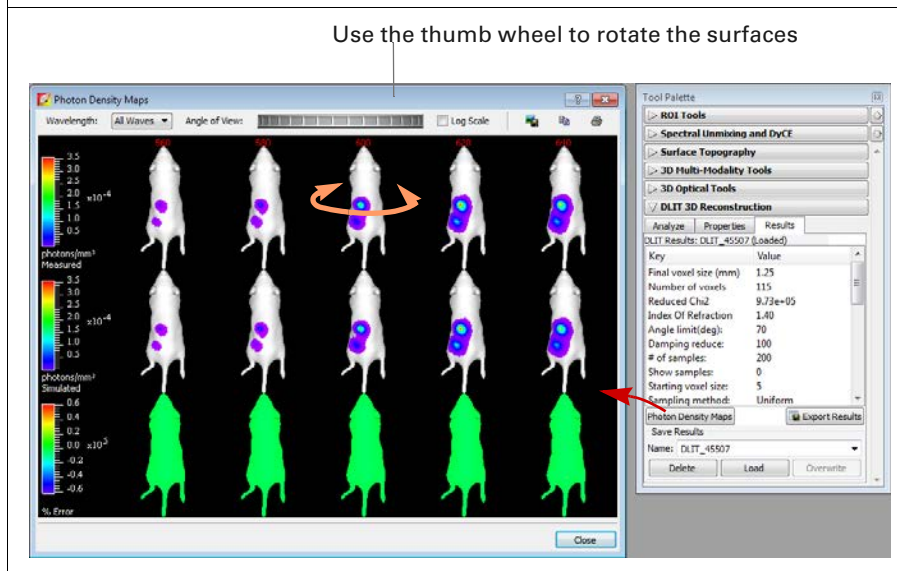 Use the thumb wheel to rotate the surfaces
Photon Density Maps
Wavelength: All Waves Angle of View: Log Scale
560 580 600 620 640
3.5
3.0
2.5
2.0 x10⁻⁴
1.5
1.0
0.5
photons/mm³
Measured
3.5
3.0
2.5
2.0 x10⁻⁴
1.5
1.0
0.5
photons/mm³
Simulated
0.6
0.4
0.2
0.0 x10⁵
-0.2
-0.4
-0.6
% Error
Close
Tool Palette
ROI Tools
Spectral Unmixing and DyCE
Surface Topography
3D Multi-Modality Tools
3D Optical Tools
DLIT 3D Reconstruction
Analyze Properties Results
DLIT Results: DLIT_45507 (Loaded)
Key Value
Final voxel size (mm) 1.25
Number of voxels 115
Reduced Chi2 9.73e+05
Index Of Refraction 1.40
Angle limit(deg): 70
Damping reduce: 100
# of samples: 200
Show samples: 0
Starting voxel size: 5
Sampling method: Uniform
Photon Density Maps Export Results
Save Results
Name: DLIT_45507
Delete Load Overwrite